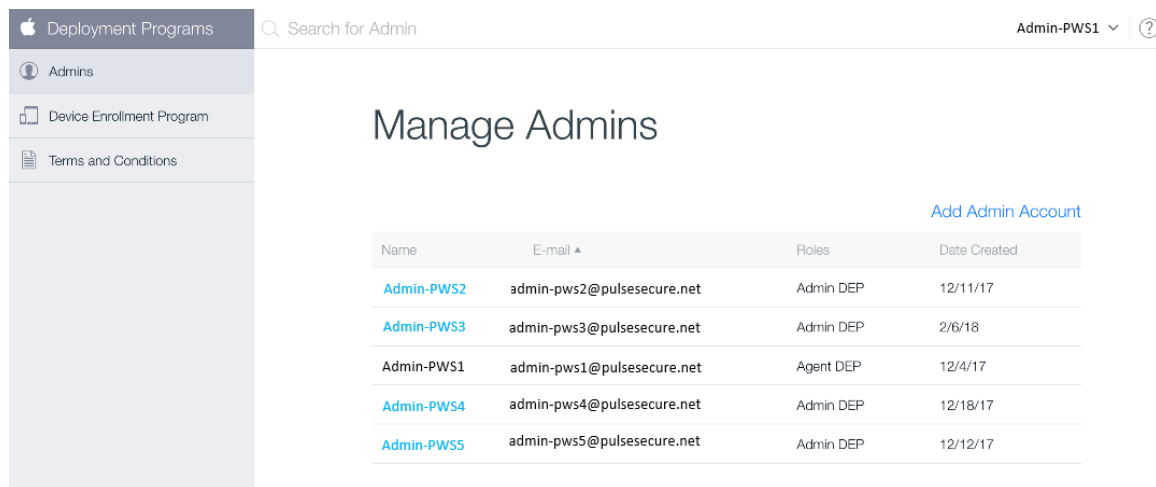 Deployment Programs
Search for Admin
Admin-PWS1
?
Admins
Device Enrollment Program
Terms and Conditions
Manage Admins
Add Admin Account
Name E-mail Roles Date Created
Admin-PWS2 admin-pws2@pulsesecure.net Admin DEP 12/11/17
Admin-PWS3 admin-pws3@pulsesecure.net Admin DEP 2/6/18
Admin-PWS1 admin-pws1@pulsesecure.net Agent DEP 12/4/17
Admin-PWS4 admin-pws4@pulsesecure.net Admin DEP 12/18/17
Admin-PWS5 admin-pws5@pulsesecure.net Admin DEP 12/12/17